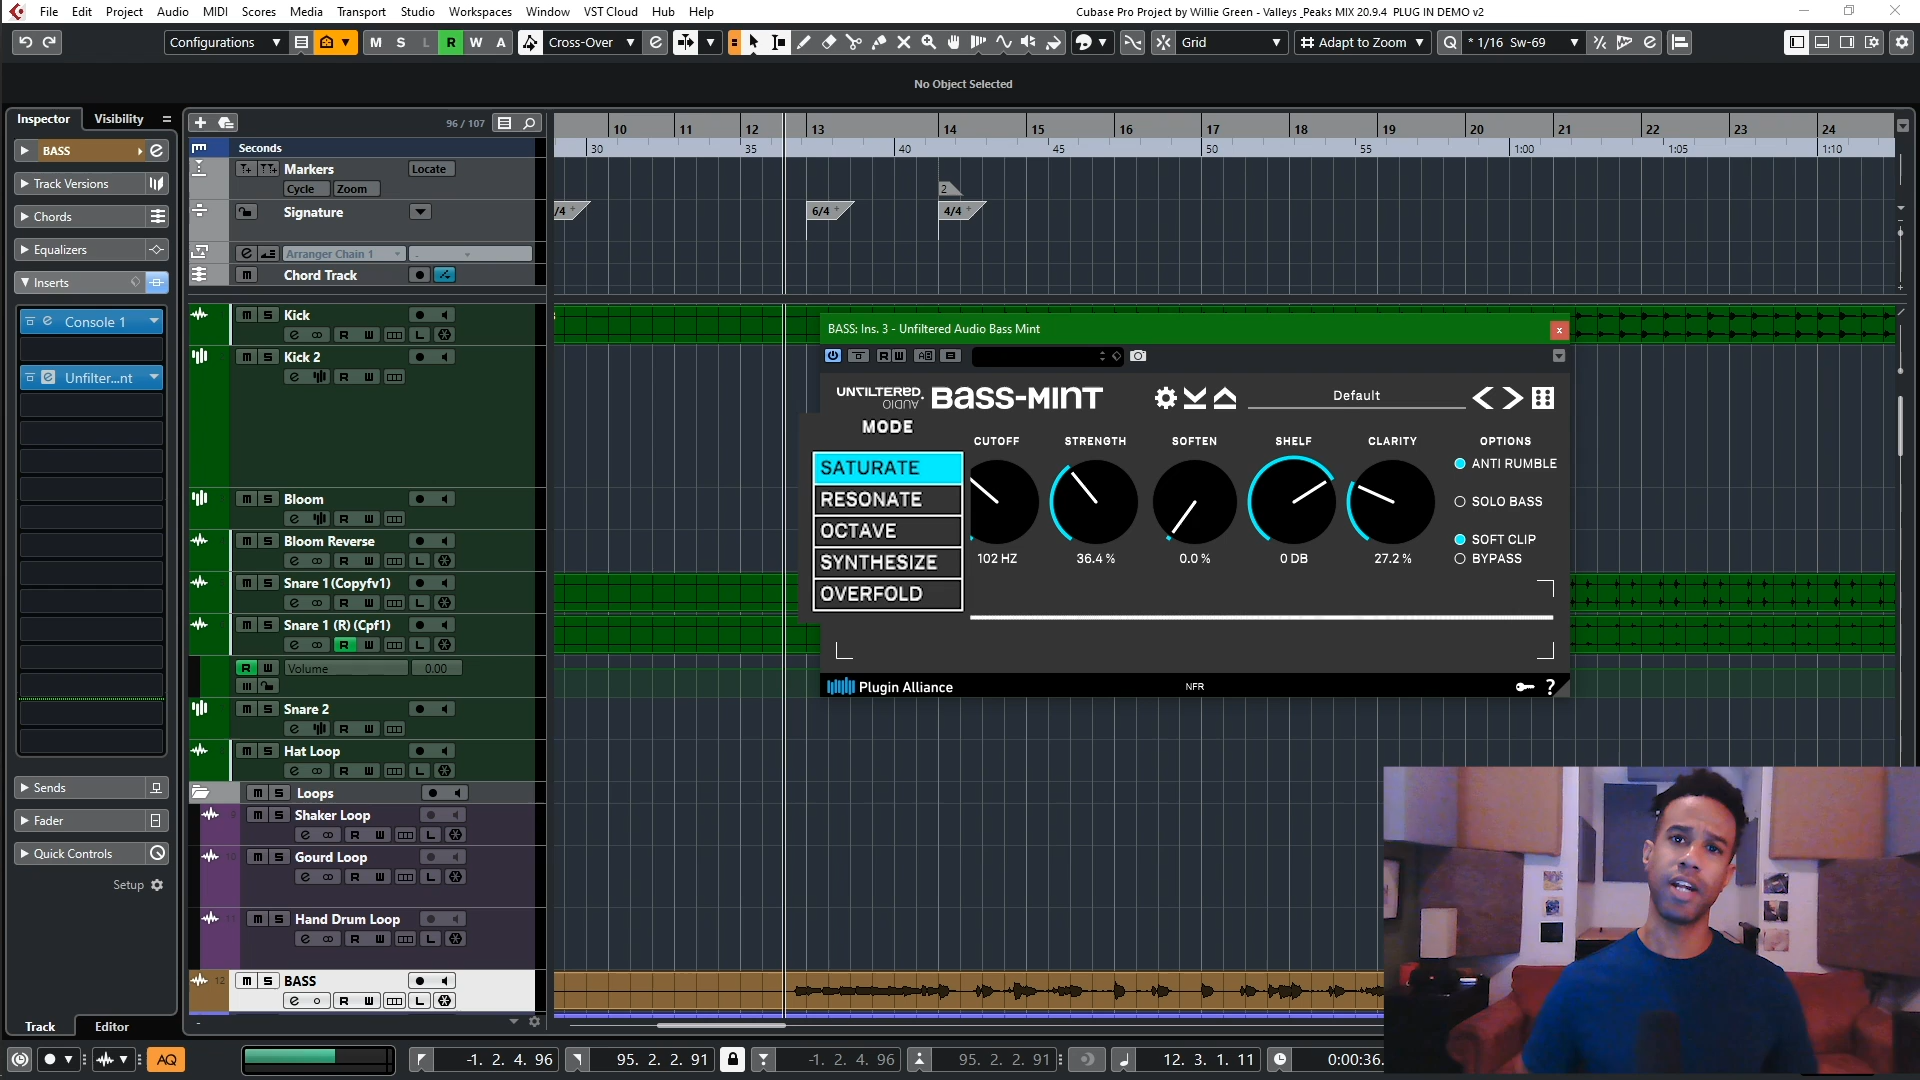 File Edit Project Audio MIDI Scores Media Transport Studio Workspaces Window VST Cloud Hub Help
Cubase Pro Project by Willie Green - Valleys _Peaks MIX 20.9.4 PLUG IN DEMO v2
Configurations M S L R W A Cross-Over Grid Adapt to Zoom Q * 1/16 Sw-69
No Object Selected
Inspector Visibility
96 / 107
10 11 12 13 14 15 16 17 18 19 20 21 22 23 24
Seconds
30 35 40 45 50 55 1:00 1:05 1:10
BASS
Track Versions
Chords
Equalizers
Inserts
Console 1
Unfilter...nt
Sends
Fader
Quick Controls
Setup
Track Editor
Markers Locate
Cycle Zoom
2
Signature
/4 6/4 4/4
Arranger Chain 1
Chord Track
Kick
Kick 2
Bloom
Bloom Reverse
Snare 1 (Copyfv1)
Snare 1 (R) (Cpf1)
R W Volume 0.00
Snare 2
Hat Loop
Loops
Shaker Loop
Gourd Loop
Hand Drum Loop
12 BASS
BASS: Ins. 3 - Unfiltered Audio Bass Mint
UNFILTERED AUDIO BASS-MINT
Default
MODE
SATURATE
RESONATE
OCTAVE
SYNTHESIZE
OVERFOLD
CUTOFF STRENGTH SOFTEN SHELF CLARITY OPTIONS
ANTI RUMBLE
SOLO BASS
SOFT CLIP
BYPASS
102 HZ 36.4 % 0.0 % 0 DB 27.2 %
Plugin Alliance NFR ?
AQ -1. 2. 4. 96 95. 2. 2. 91 -1. 2. 4. 96 95. 2. 2. 91 12. 3. 1. 11 0:00:36.